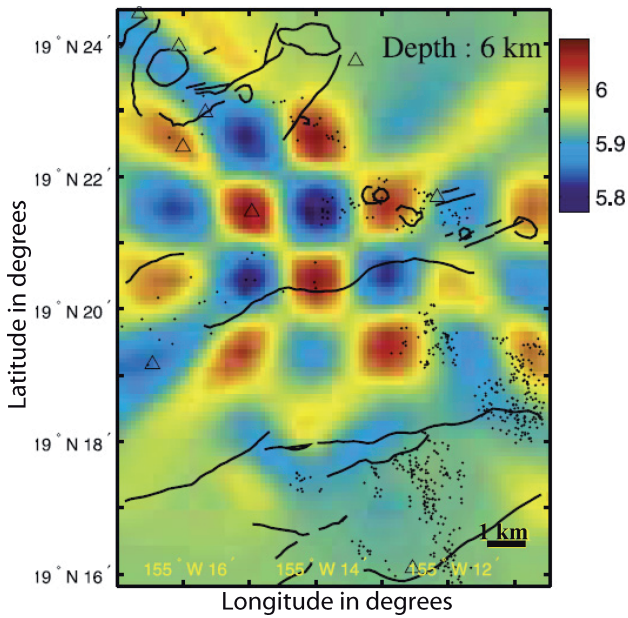 Depth : 6 km
19 ° N 24'
19 ° N 22'
19 ° N 20'
19 ° N 18'
19 ° N 16'
6
5.9
5.8
1 km
155 ° W 16' 155 ° W 14' 155 ° W 12'
Latitude in degrees
Longitude in degrees